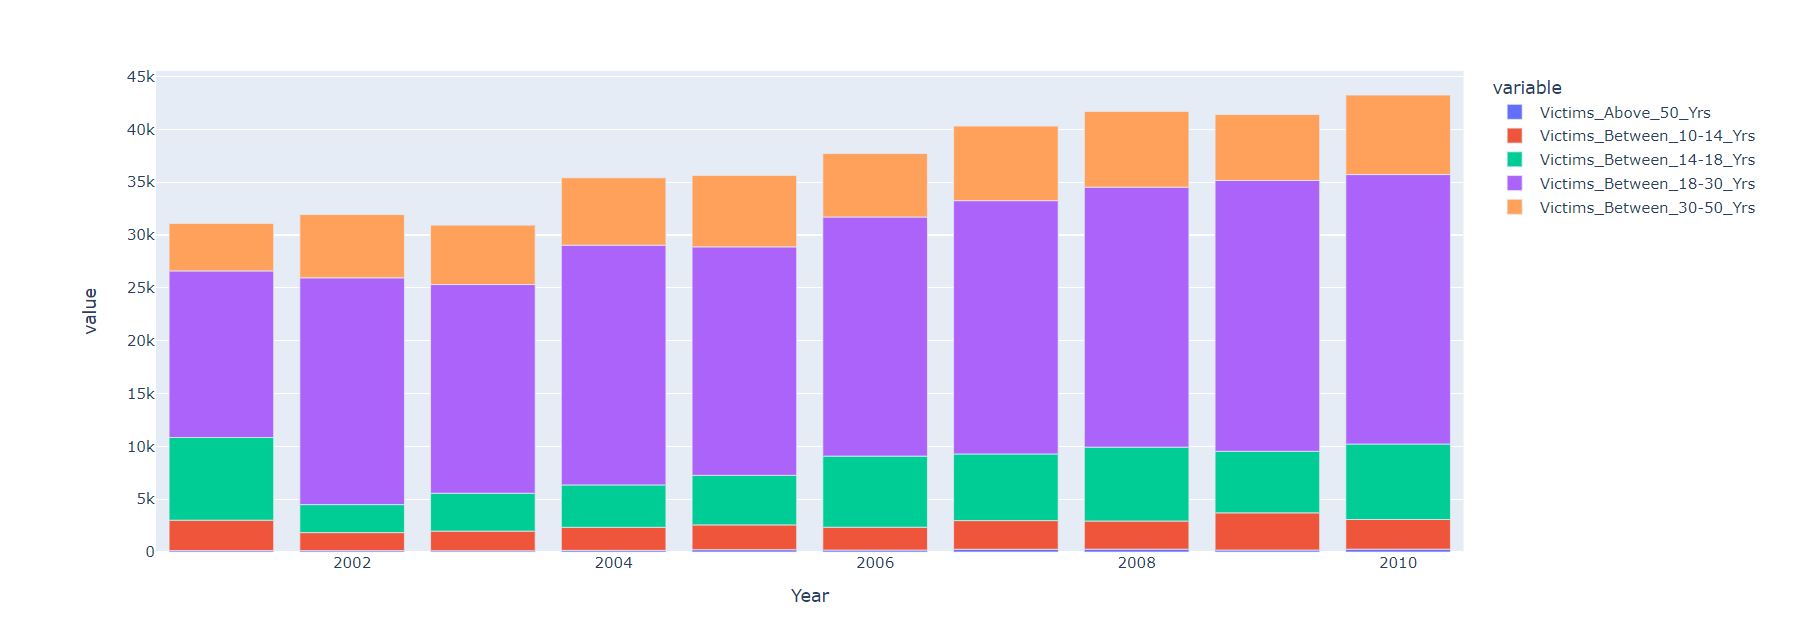 45k
40k
35k
30k
25k
20k
15k
10k
5k
0
value
2002
2004
2006
2008
2010
Year
variable
Victims_Above_50_Yrs
Victims_Between_10-14_Yrs
Victims_Between_14-18_Yrs
Victims_Between_18-30_Yrs
Victims_Between_30-50_Yrs